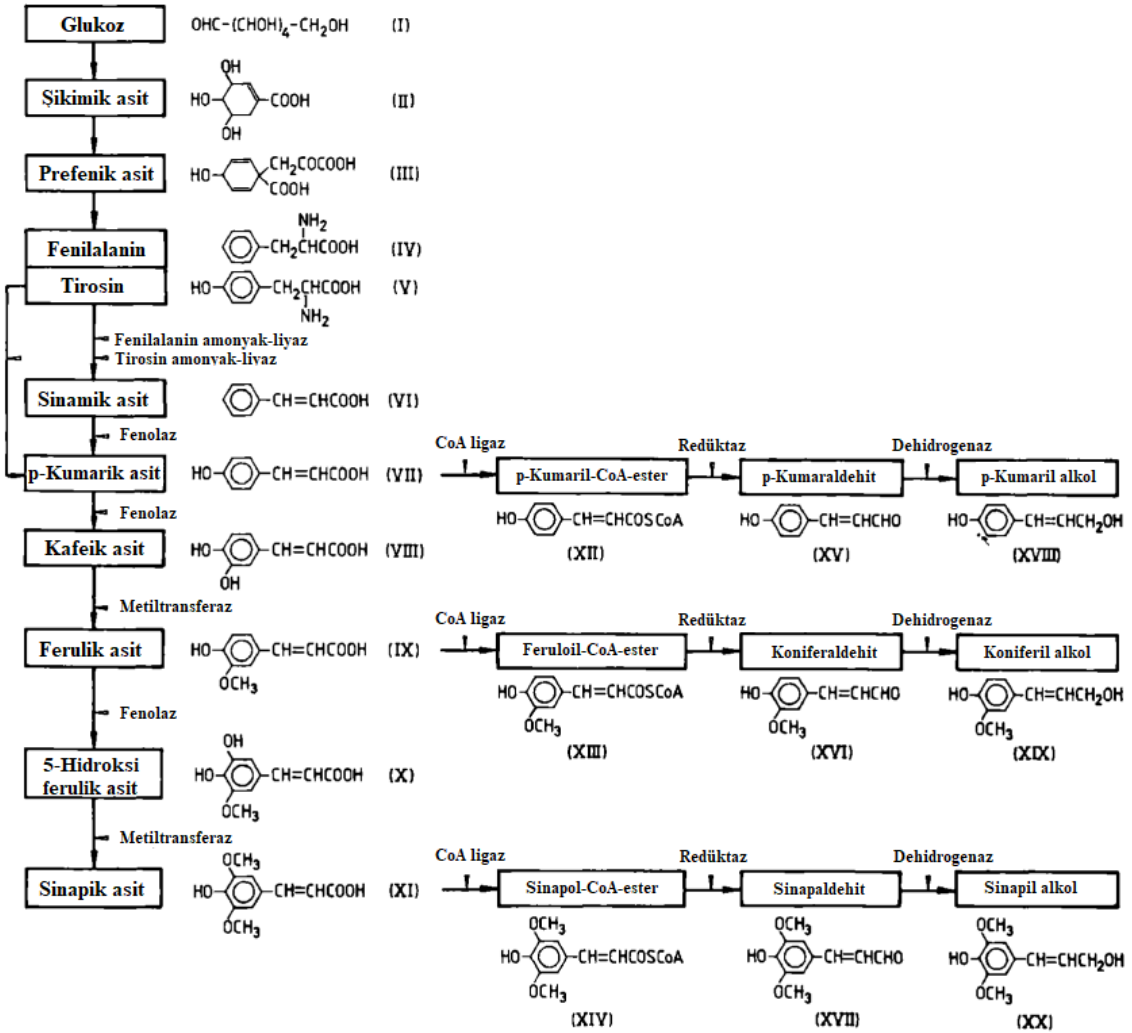 Glukoz
OHC-(CHOH)4-CH2OH
(I)
OH
Şikimik asit
HO
COOH
(II)
OH
Prefenik asit
HO
CH2COCOOH
COOH
(III)
NH2
Fenilalanin
CH2CHCOOH
(IV)
Tirosin
HO
CH2CHCOOH
(V)
NH2
Fenilalanin amonyak-liyaz
Tirosin amonyak-liyaz
Sinamik asit
CH=CHCOOH
(VI)
Fenolaz
p-Kumarik asit
HO
CH=CHCOOH
(VII)
CoA ligaz
p-Kumaril-CoA-ester
Redüktaz
p-Kumaraldehit
Dehidrogenaz
p-Kumaril alkol
HO
CH=CHCOSCoA
(XII)
HO
CH=CHCHO
(XV)
HO
CH=CHCH2OH
(XVIII)
Fenolaz
Kafeik asit
HO
CH=CHCOOH
(VIII)
OH
Metiltransferaz
Ferulik asit
HO
CH=CHCOOH
(IX)
OCH3
CoA ligaz
Feruloil-CoA-ester
Redüktaz
Koniferaldehit
Dehidrogenaz
Koniferil alkol
HO
CH=CHCOSCoA
OCH3
(XIII)
HO
CH=CHCHO
OCH3
(XVI)
HO
CH=CHCH2OH
OCH3
(XIX)
Fenolaz
5-Hidroksi
ferulik asit
OH
HO
CH=CHCOOH
(X)
OCH3
Metiltransferaz
Sinapik asit
OCH3
HO
CH=CHCOOH
(XI)
OCH3
CoA ligaz
Sinapol-CoA-ester
Redüktaz
Sinapaldehit
Dehidrogenaz
Sinapil alkol
OCH3
HO
CH=CHCOSCoA
OCH3
(XIV)
OCH3
HO
CH=CHCHO
OCH3
(XVII)
OCH3
HO
CH=CHCH2OH
OCH3
(XX)